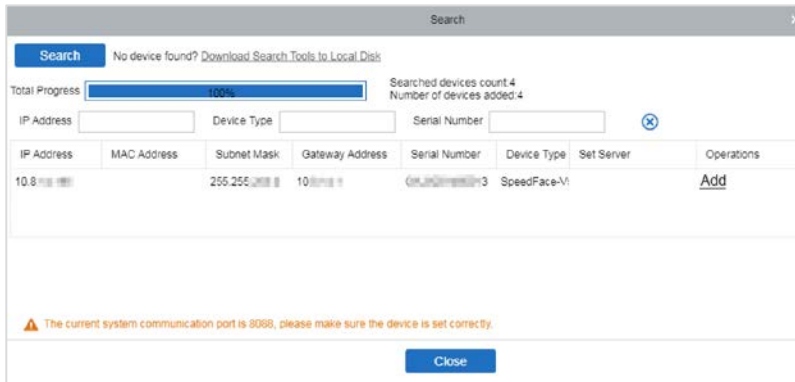 Search
Search No device found? Download Search Tools to Local Disk
Total Progress 100% Searched devices count:4
Number of devices added:4
IP Address Device Type Serial Number
IP Address MAC Address Subnet Mask Gateway Address Serial Number Device Type Set Server Operations
10.8 255.255. 10 3 SpeedFace-V Add
The current system communication port is 8088, please make sure the device is set correctly.
Close